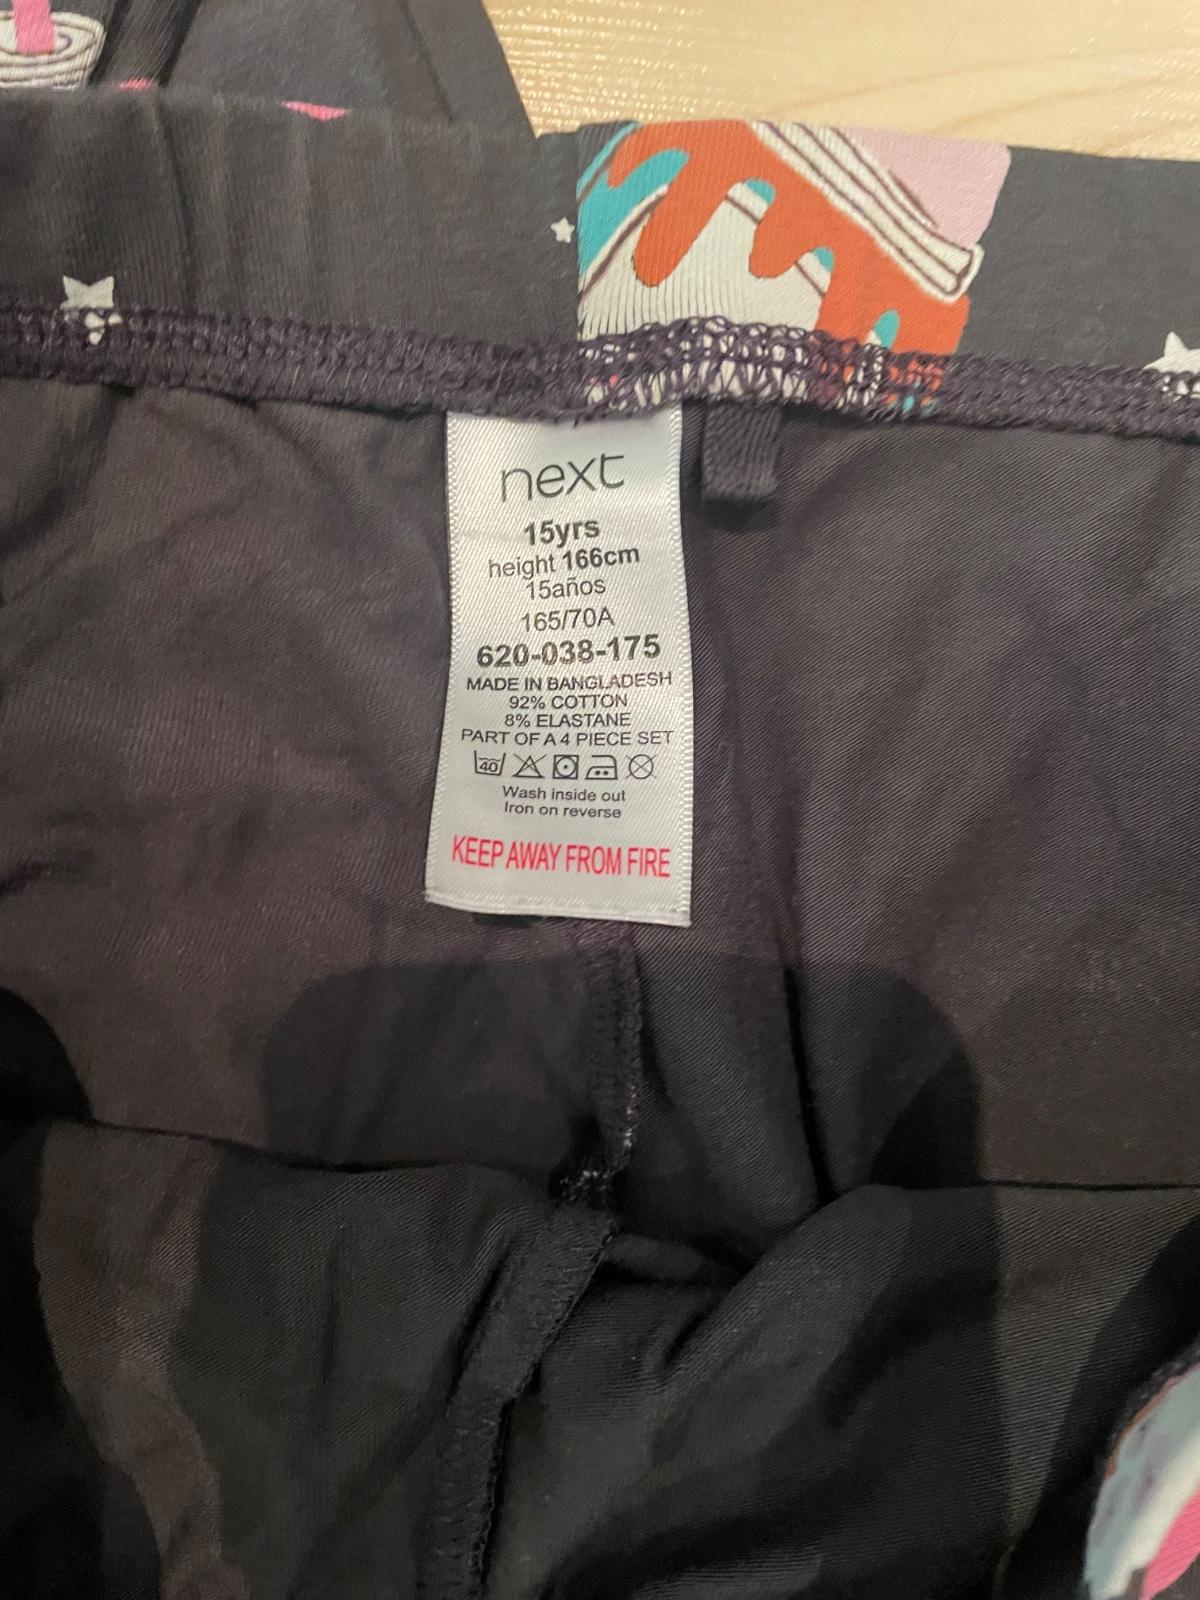 next
15yrs
height 166cm
15años
165/70A
620-038-175
MADE IN BANGLADESH
92% COTTON
8% ELASTANE
PART OF A 4 PIECE SET
40
Wash inside out
Iron on reverse
KEEP AWAY FROM FIRE